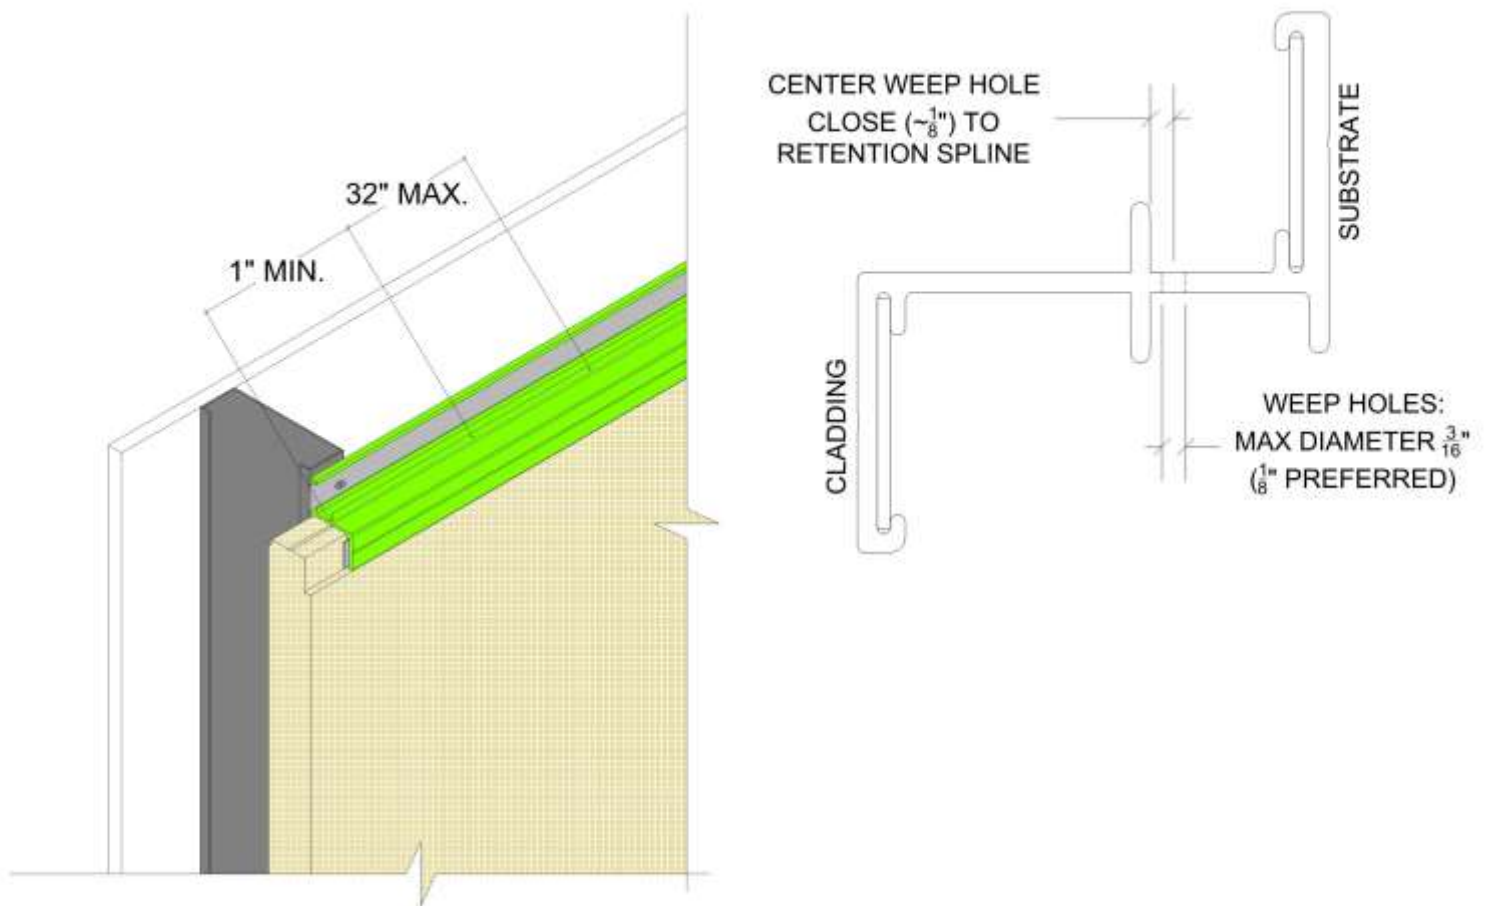 32" MAX.
1" MIN.
CENTER WEEP HOLE
CLOSE (~1/8") TO
RETENTION SPLINE
SUBSTRATE
CLADDING
WEEP HOLES:
MAX DIAMETER 3/16"
(1/8" PREFERRED)